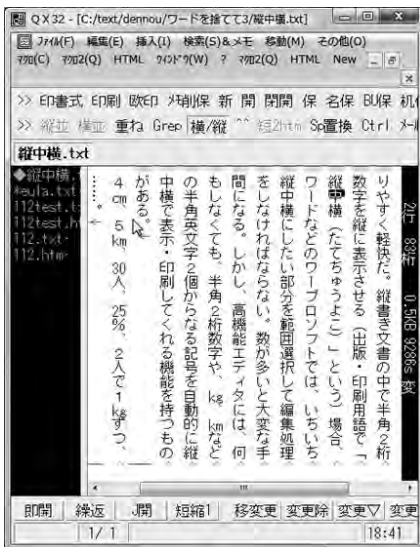 QX32 - [C:/text/dennou/ワードを捨てて3/縦中横.txt]
ファイル(F) 編集(E) 挿入(I) 検索(S)&メモ 移動(M) その他(O)
マクロ(C) マクロ2(Q) HTML ウィンドウ(W) ? マクロ2(Q) HTML New
>> 印書式 印刷 欧印 メモ削保 新 開 閉開 保 名保 BU保
>> 縦並 横並 重ね Grep 横/縦 ^^ 短2htm Sp置換 Ctrl
縦中横.txt
◆縦中横.
*eula.txt
112test.t
112test.h
112.txt
112.htm
2行 83桁 0.5KB 9286s 変
りやすく軽快だ。縦書き文書の中で半角2桁
数字を縦に表示させる(出版・印刷用語で「
縦中横(たてちゅうよこ)」という)場合、
ワードなどのワープロソフトでは、いちいち
縦中横にしたい部分を範囲選択して編集処理
をしなければならない。数が多いと大変な手
間になる。しかし、高機能エディタには、何
もしなくても、半角2桁数字や、kg kmなど
の半角英文字2個からなる記号を自動的に縦
中横で表示・印刷してくれる機能を持つもの
がある。
4cm、5km 30人、25%、2人で1kgずつ、
……。
即開 繰返 J開 短縮1 移変更 変更除 変更▽ 変更
1/ 1 18:41